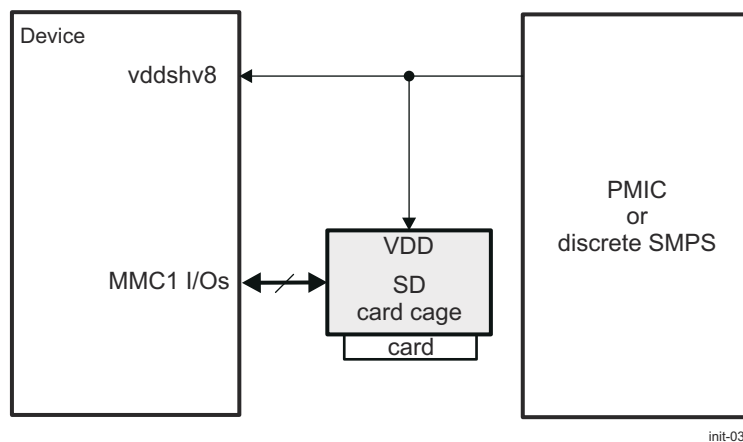 Device
vddshv8
PMIC
or
discrete SMPS
VDD
MMC1 I/Os
SD
card cage
card
init-03